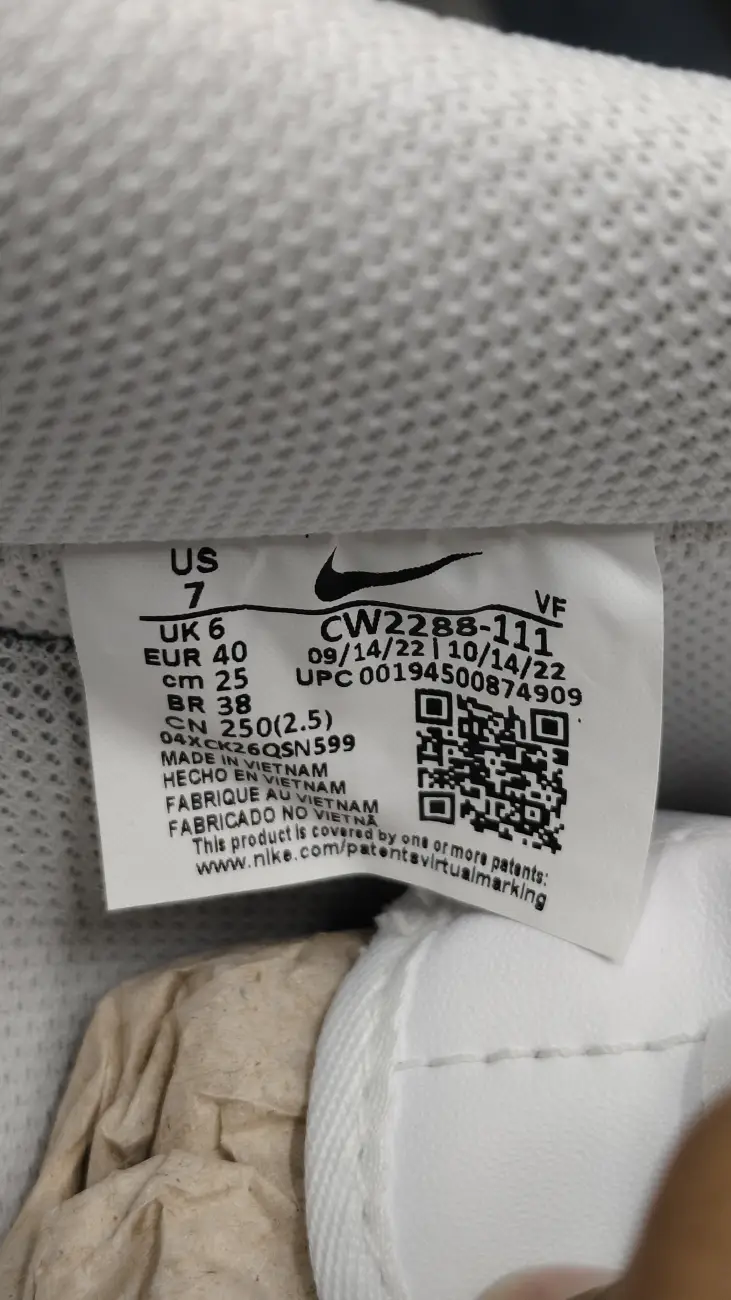 US
7
VF
UK 6
CW2288-111
EUR 40
09/14/22 | 10/14/22
cm 25
UPC 00194500874909
BR 38
CN 250(2.5)
04XCK26QSN599
MADE IN VIETNAM
HECHO EN VIETNAM
FABRIQUE AU VIETNAM
FABRICADO NO VIETNÃ
This product is covered by one or more patents:
www.nike.com/patentsvirtualmarking